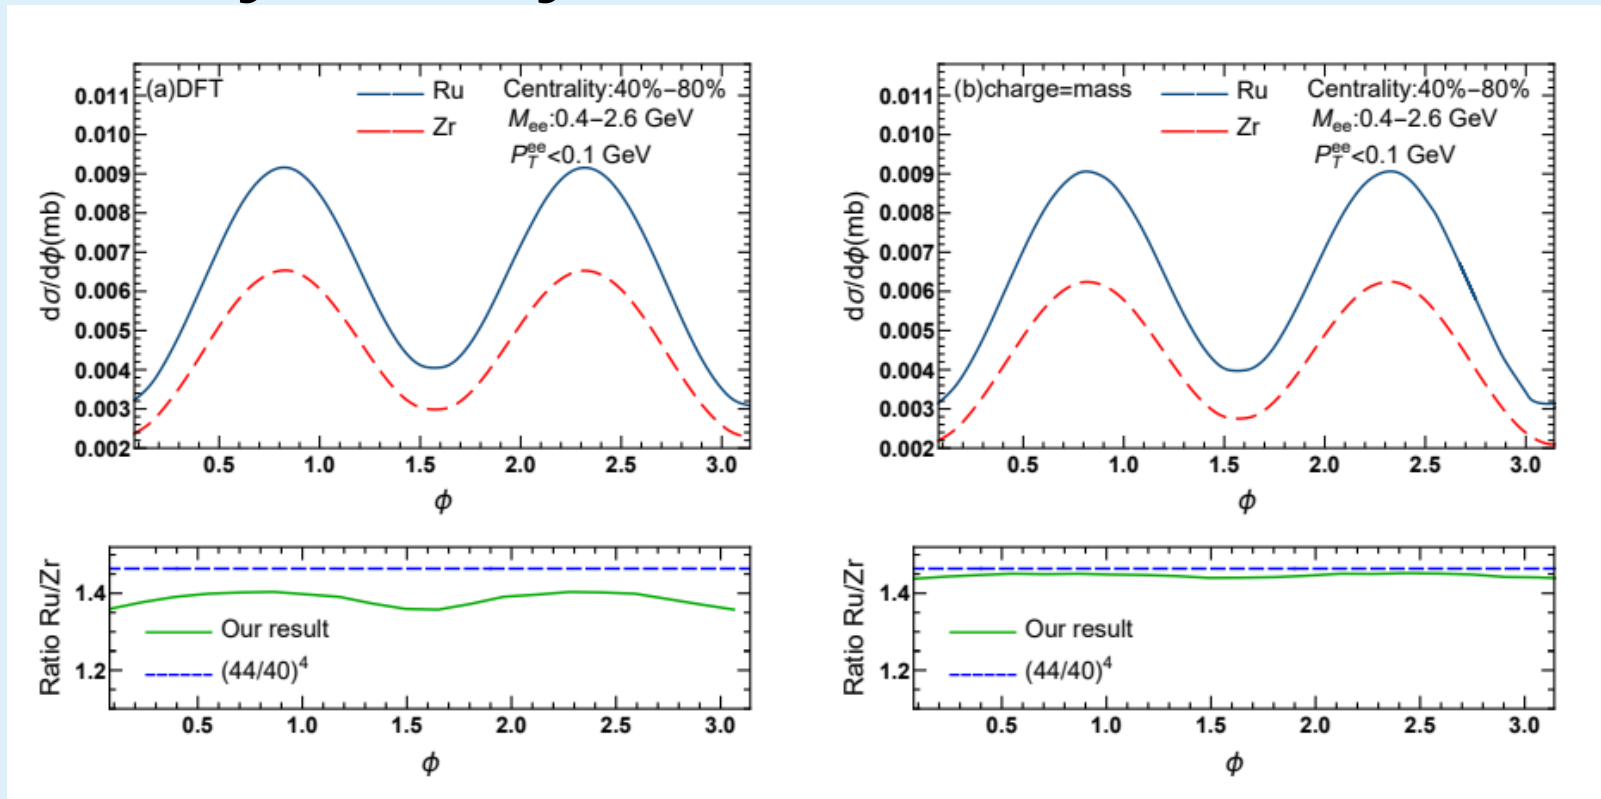 (a)DFT
Ru
Zr
Centrality:40%−80%
Mee:0.4−2.6 GeV
P_T^ee<0.1 GeV
0.011
0.010
0.009
0.008
0.007
0.006
0.005
0.004
0.003
0.002
dσ/dϕ(mb)
0.5 1.0 1.5 2.0 2.5 3.0
ϕ
(b)charge=mass
Ru
Zr
Centrality:40%−80%
Mee:0.4−2.6 GeV
P_T^ee<0.1 GeV
0.011
0.010
0.009
0.008
0.007
0.006
0.005
0.004
0.003
0.002
dσ/dϕ(mb)
0.5 1.0 1.5 2.0 2.5 3.0
ϕ
Ratio Ru/Zr
1.4
1.2
Our result
(44/40)⁴
0.5 1.0 1.5 2.0 2.5 3.0
ϕ
Ratio Ru/Zr
1.4
1.2
Our result
(44/40)⁴
0.5 1.0 1.5 2.0 2.5 3.0
ϕ